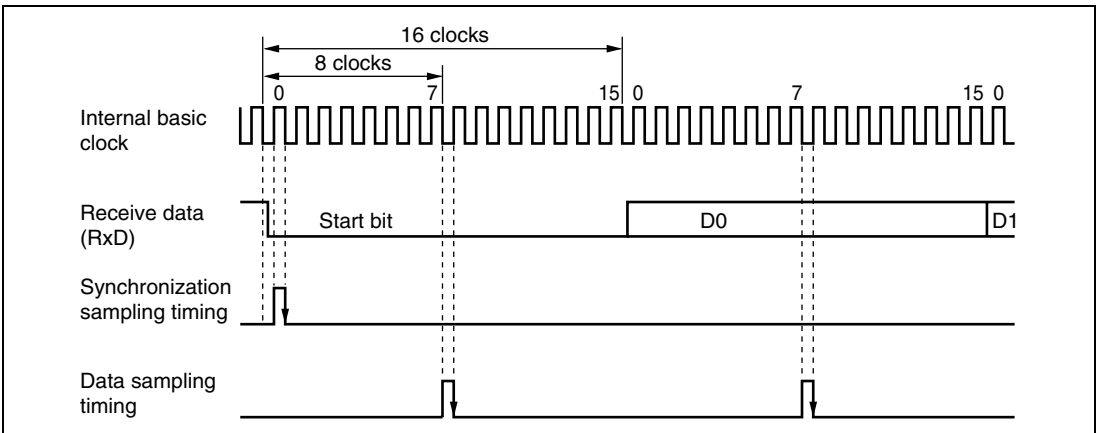 16 clocks
8 clocks
0 7 15 0 7 15 0
Internal basic
clock
Receive data
(RxD)
Start bit D0 D1
Synchronization
sampling timing
Data sampling
timing